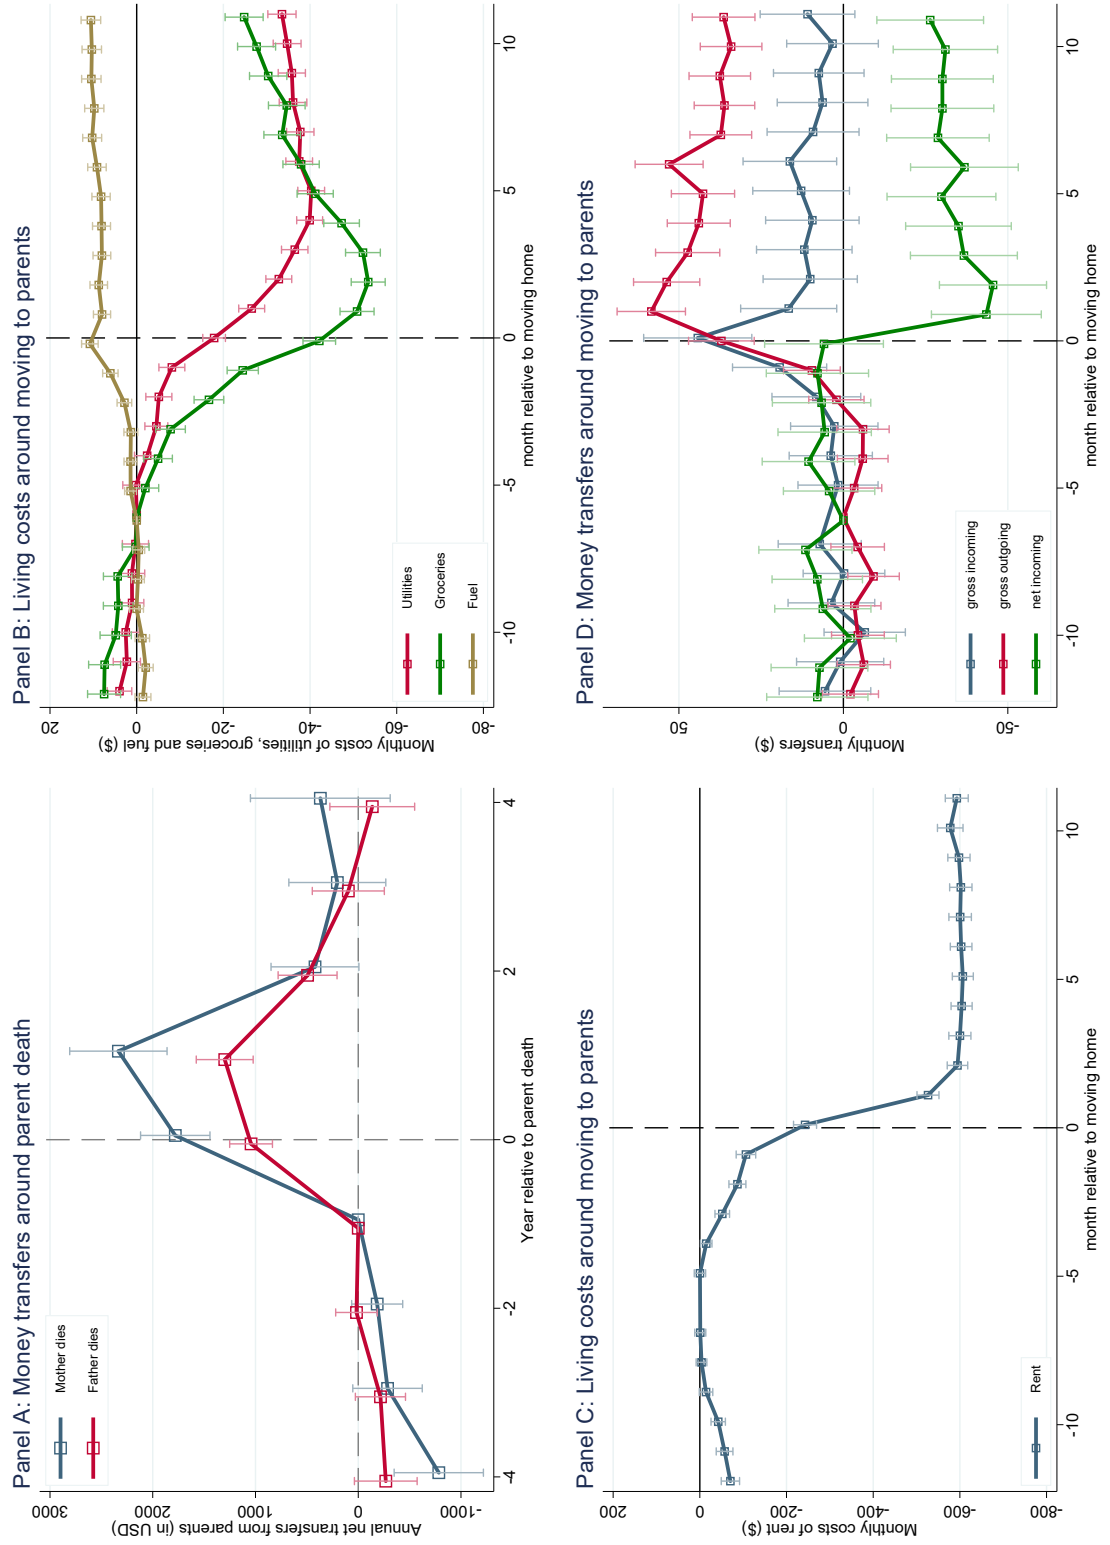 Panel A: Money transfers around parent death
Annual net transfers from parents (in USD)
3000
2000
1000
0
-1000
-4
-2
0
2
4
Year relative to parent death
Mother dies
Father dies
Panel B: Living costs around moving to parents
Monthly costs of utilities, groceries and fuel ($)
20
0
-20
-40
-60
-80
-10
-5
0
5
10
month relative to moving home
Utilities
Groceries
Fuel
Panel C: Living costs around moving to parents
Monthly costs of rent ($)
200
0
-200
-400
-600
-800
-10
-5
0
5
10
month relative to moving home
Rent
Panel D: Money transfers around moving to parents
Monthly transfers ($)
50
0
-50
-10
-5
0
5
10
month relative to moving home
gross incoming
gross outgoing
net incoming